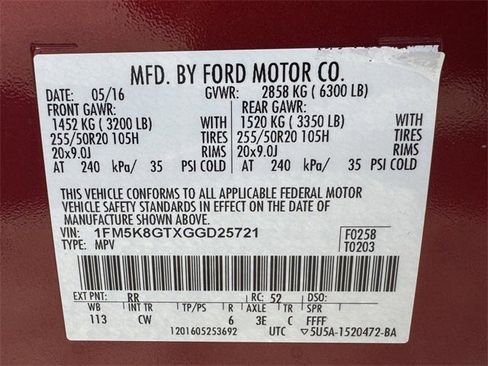 MFD. BY FORD MOTOR CO.
DATE: 05/16 GVWR: 2858 KG ( 6300 LB)
FRONT GAWR: REAR GAWR:
1452 KG ( 3200 LB) 1520 KG ( 3350 LB)
255/50R20 105H TIRES 255/50R20 105H TIRES
20x9.0J RIMS 20x9.0J RIMS
AT 240 kPa/ 35 PSI COLD AT 240 kPa/ 35 PSI COLD
THIS VEHICLE CONFORMS TO ALL APPLICABLE FEDERAL MOTOR
VEHICLE SAFETY STANDARDS IN EFFECT ON THE DATE OF
MANUFACTURE SHOWN ABOVE.
VIN: 1FM5K8GTXGGD25721 F0258
TYPE: MPV T0203
EXT PNT: RR RC: 52 DSO:
WB INT TR TP/PS R AXLE TR SPR
113 CW 6 3E C FFFF
1201605253692 UTC ▽5U5A-1520472-BA